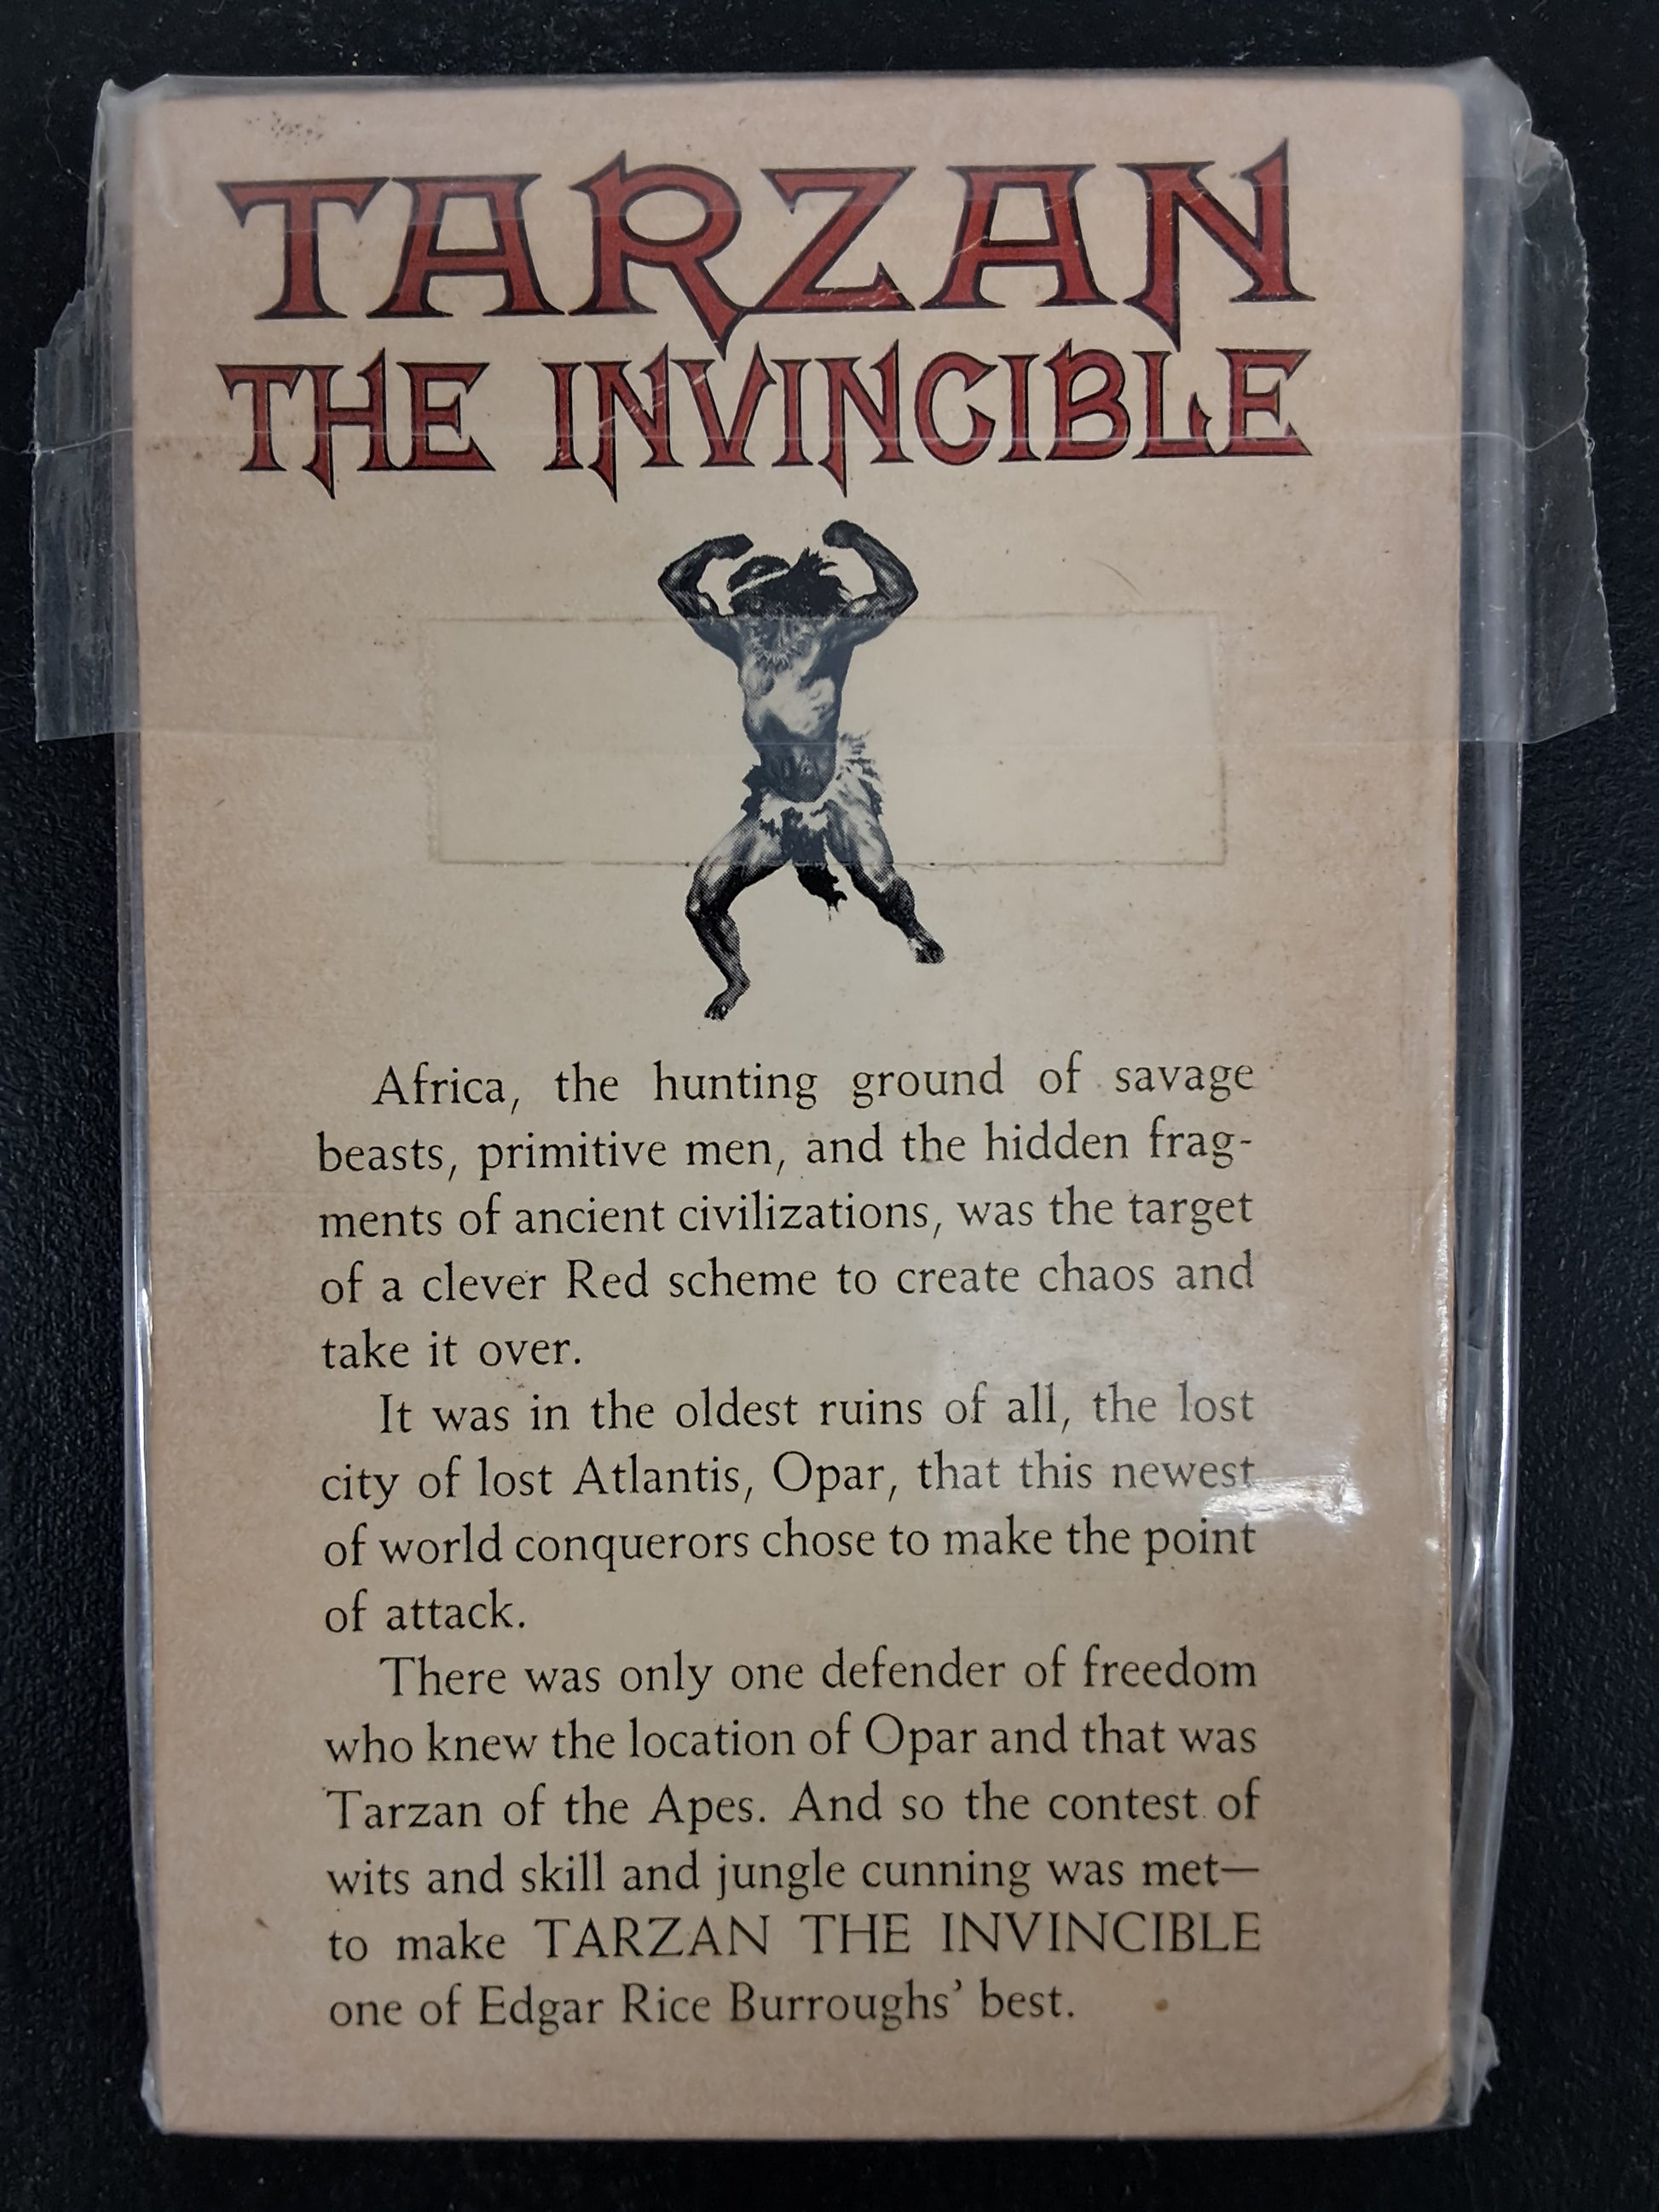 TARZAN
THE INVINCIBLE
Africa, the hunting ground of savage
beasts, primitive men, and the hidden frag-
ments of ancient civilizations, was the target
of a clever Red scheme to create chaos and
take it over.
It was in the oldest ruins of all, the lost
city of lost Atlantis, Opar, that this newest
of world conquerors chose to make the point
of attack.
There was only one defender of freedom
who knew the location of Opar and that was
Tarzan of the Apes. And so the contest of
wits and skill and jungle cunning was met—
to make TARZAN THE INVINCIBLE
one of Edgar Rice Burroughs’ best.